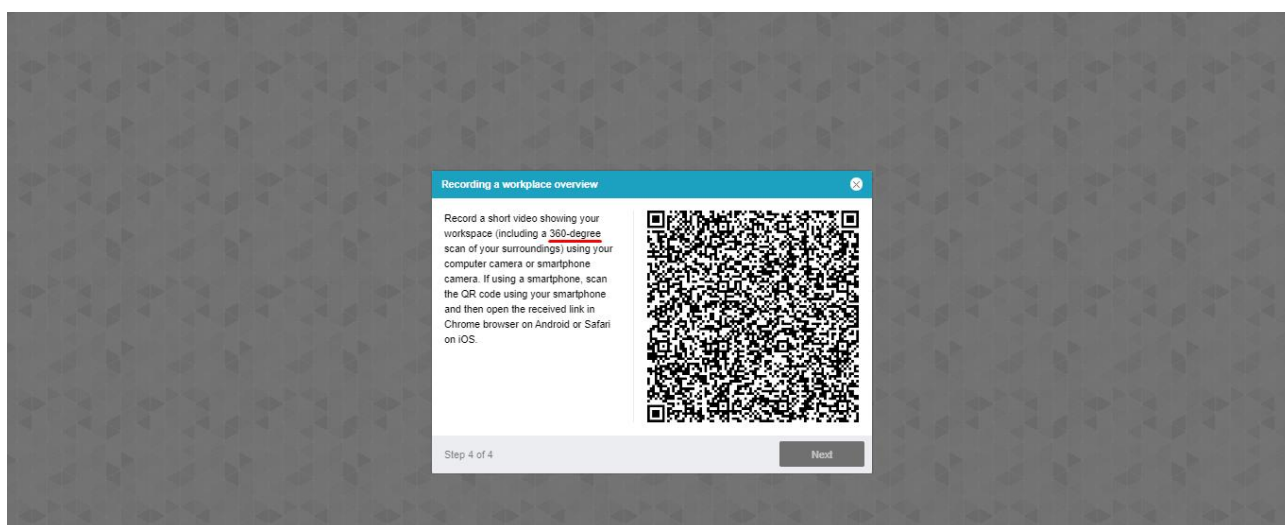 Recording a workplace overview
Record a short video showing your
workspace (including a 360-degree
scan of your surroundings) using your
computer camera or smartphone
camera. If using a smartphone, scan
the QR code using your smartphone
and then open the received link in
Chrome browser on Android or Safari
on iOS.
Step 4 of 4
Next